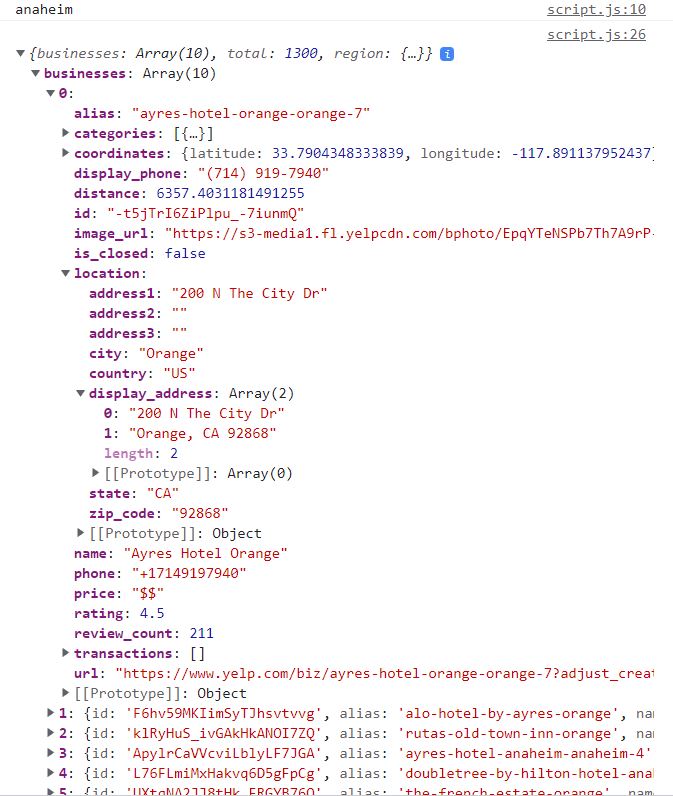 anaheim script.js:10
script.js:26
{businesses: Array(10), total: 1300, region: {…}} i
businesses: Array(10)
0:
alias: "ayres-hotel-orange-orange-7"
categories: [{…}]
coordinates: {latitude: 33.7904348333839, longitude: -117.891137952437}
display_phone: "(714) 919-7940"
distance: 6357.4031181491255
id: "-t5jTrI6ZiPlpu_-7iunmQ"
image_url: "https://s3-media1.fl.yelpcdn.com/bphoto/EpqYTeNSPb7Th7A9rP-
is_closed: false
location:
address1: "200 N The City Dr"
address2: ""
address3: ""
city: "Orange"
country: "US"
display_address: Array(2)
0: "200 N The City Dr"
1: "Orange, CA 92868"
length: 2
[[Prototype]]: Array(0)
state: "CA"
zip_code: "92868"
[[Prototype]]: Object
name: "Ayres Hotel Orange"
phone: "+17149197940"
price: "$$"
rating: 4.5
review_count: 211
transactions: []
url: "https://www.yelp.com/biz/ayres-hotel-orange-orange-7?adjust_creat
[[Prototype]]: Object
1: {id: 'F6hv59MKIimSyTJhsvtvvg', alias: 'alo-hotel-by-ayres-orange', nam
2: {id: 'klRyHuS_ivGAkHkANOI7ZQ', alias: 'rutas-old-town-inn-orange', nam
3: {id: 'ApylrCaVVcviLblyLF7JGA', alias: 'ayres-hotel-anaheim-anaheim-4'
4: {id: 'L76FLmiMxHakvq6D5gFpCg', alias: 'doubletree-by-hilton-hotel-anah
5: {id: alias: 'the-french-estate-orange',